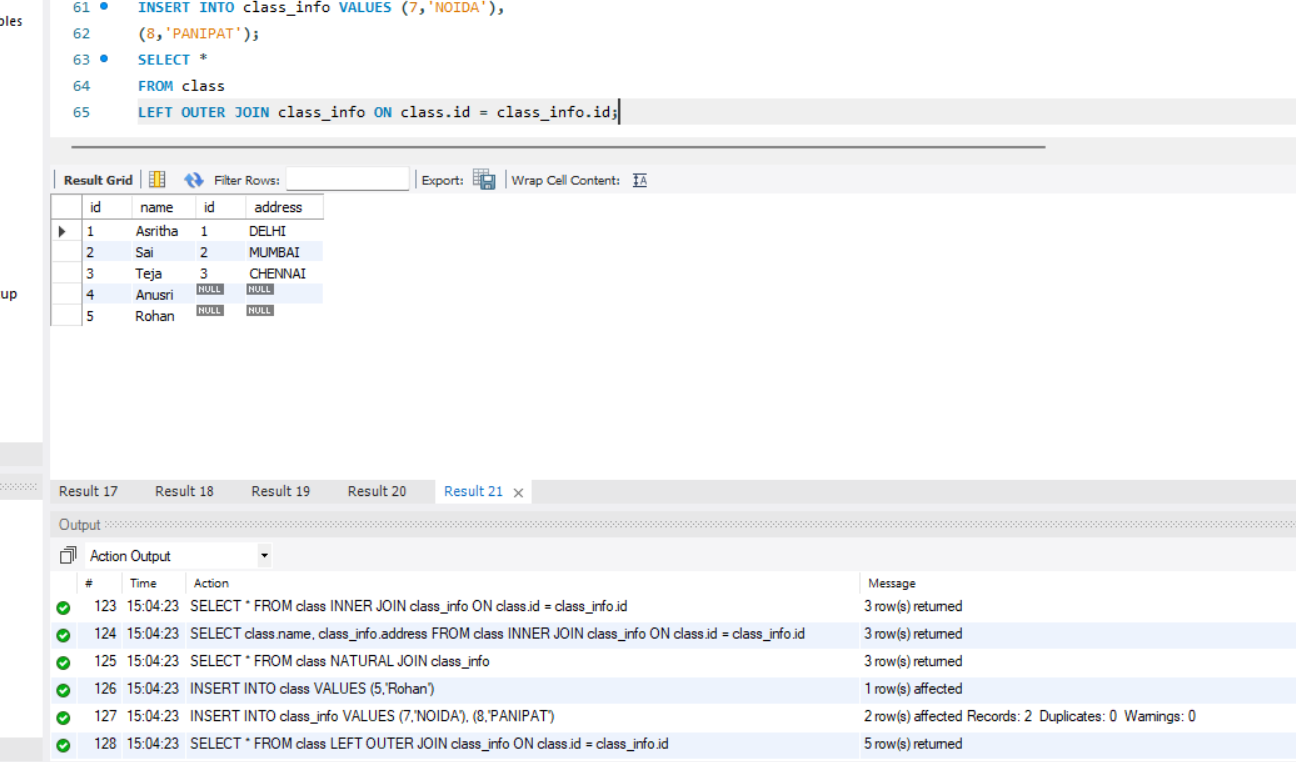 61 INSERT INTO class_info VALUES (7,'NOIDA'),
62 (8,'PANIPAT');
63 SELECT *
64 FROM class
65 LEFT OUTER JOIN class_info ON class.id = class_info.id;
up
Result Grid Filter Rows: Export: Wrap Cell Content: IA
id name id address
1 Asritha 1 DELHI
2 Sai 2 MUMBAI
3 Teja 3 CHENNAI
4 Anusri NULL NULL
5 Rohan NULL NULL
Result 17 Result 18 Result 19 Result 20 Result 21
Output
Action Output
# Time Action Message
123 15:04:23 SELECT * FROM class INNER JOIN class_info ON class.id = class_info.id 3 row(s) returned
124 15:04:23 SELECT class.name, class_info.address FROM class INNER JOIN class_info ON class.id = class_info.id 3 row(s) returned
125 15:04:23 SELECT * FROM class NATURAL JOIN class_info 3 row(s) returned
126 15:04:23 INSERT INTO class VALUES (5,'Rohan') 1 row(s) affected
127 15:04:23 INSERT INTO class_info VALUES (7,'NOIDA'), (8,'PANIPAT') 2 row(s) affected Records: 2 Duplicates: 0 Warnings: 0
128 15:04:23 SELECT * FROM class LEFT OUTER JOIN class_info ON class.id = class_info.id 5 row(s) returned